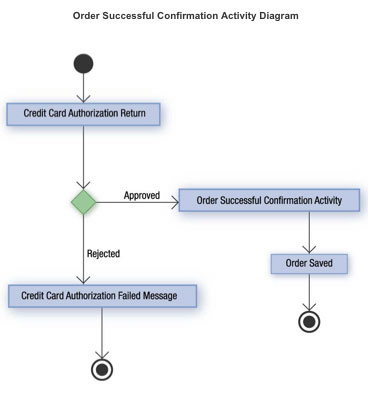 Order Successful Confirmation Activity Diagram
Credit Card Authorization Return
Approved
Order Successful Confirmation Activity
Rejected
Order Saved
Credit Card Authorization Failed Message